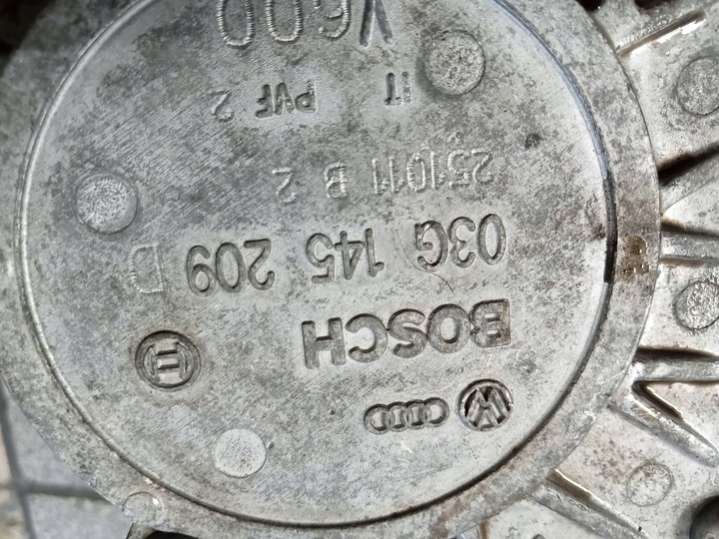 BOSCH
03G 145 209 D
251011 B 2
IT PVF 2
V600